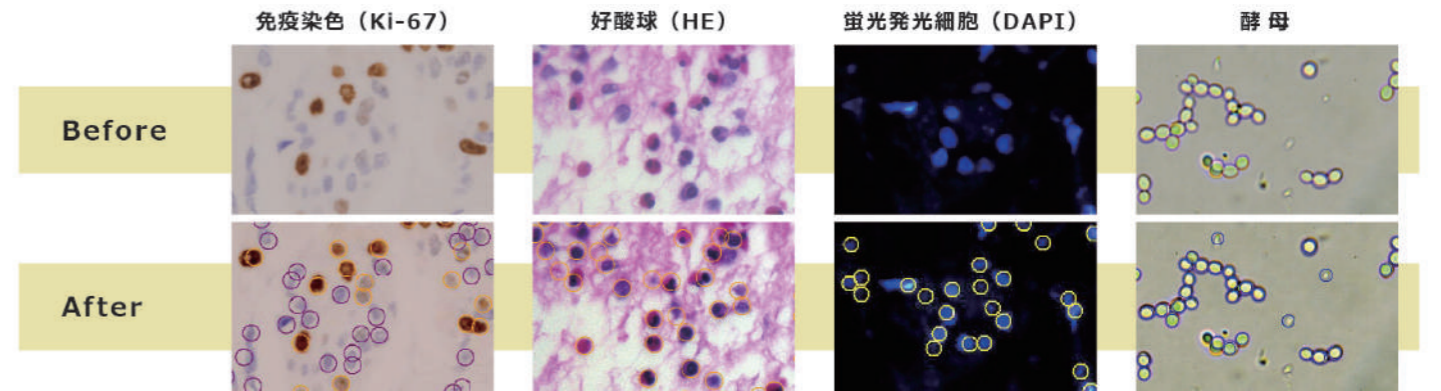 免疫染色（Ki-67）
好酸球（HE）
蛍光発光細胞（DAPI）
酵 母
Before
After